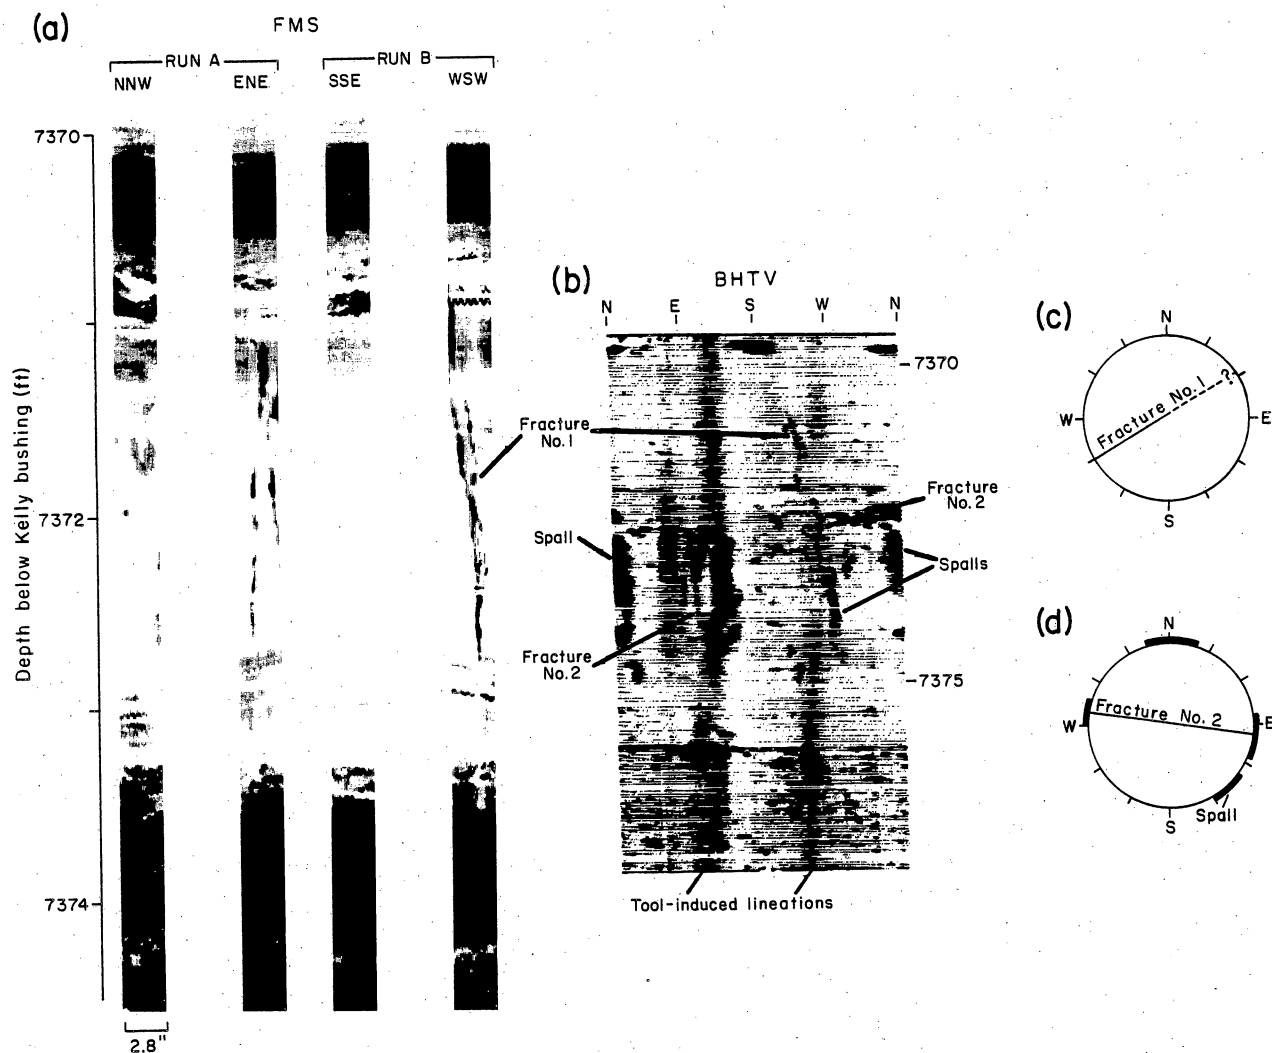 (a)
FMS
RUN A
RUN B
NNW
ENE
SSE
WSW
7370
7372
7374
Depth below Kelly bushing (ft)
2.8"
Fracture
No. 1
(b)
BHTV
N
E
S
W
N
7370
7375
Fracture
No. 2
Spall
Spalls
Fracture
No. 2
Tool-induced lineations
(c)
N
W
E
S
Fracture No. 1
?
(d)
N
W
E
S
Fracture No. 2
Spall